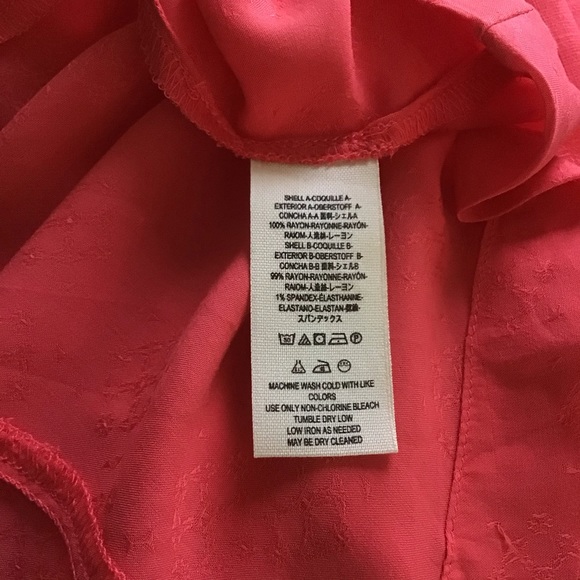 SHELL A-COQUILLE A-
EXTERIOR A-OBERSTOFF A-
CONCHA A-A 面料-シェルA
100% RAYON-RAYONNE-RAYÓN-
RAIOM-人造絲-レーヨン
SHELL B-COQUILLE B-
EXTERIOR B-OBERSTOFF B-
CONCHA B-B 面料-シェルB
99% RAYON-RAYONNE-RAYÓN-
RAIOM-人造絲-レーヨン
1% SPANDEX-ÉLASTHANNE-
ELASTANO-ELASTAN-
スパンデックス
MACHINE WASH COLD WITH LIKE
COLORS
USE ONLY NON-CHLORINE BLEACH
TUMBLE DRY LOW
LOW IRON AS NEEDED
MAY BE DRY CLEANED